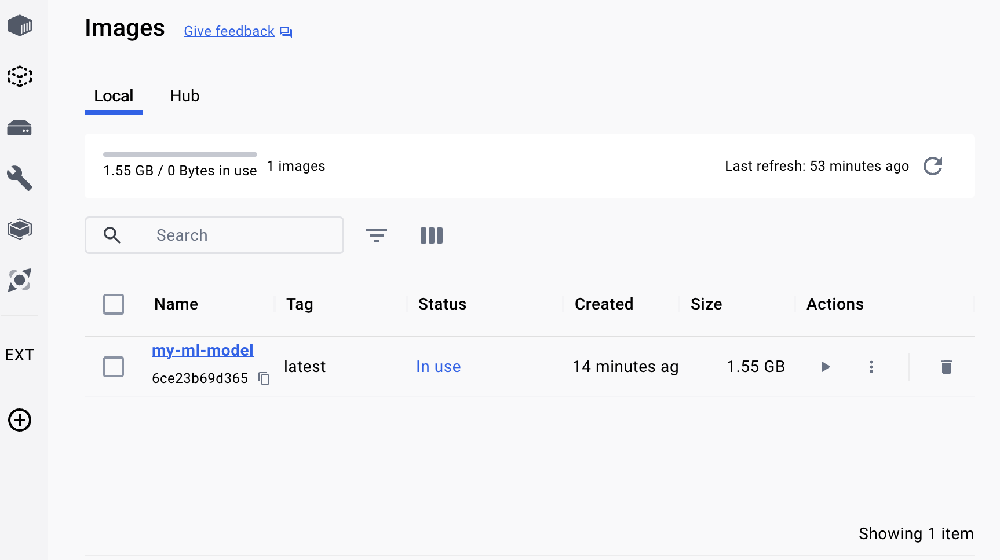 Images Give feedback
Local Hub
1.55 GB / 0 Bytes in use 1 images Last refresh: 53 minutes ago
Search
Name Tag Status Created Size Actions
my-ml-model
6ce23b69d365 latest In use 14 minutes ag 1.55 GB
EXT
Showing 1 item